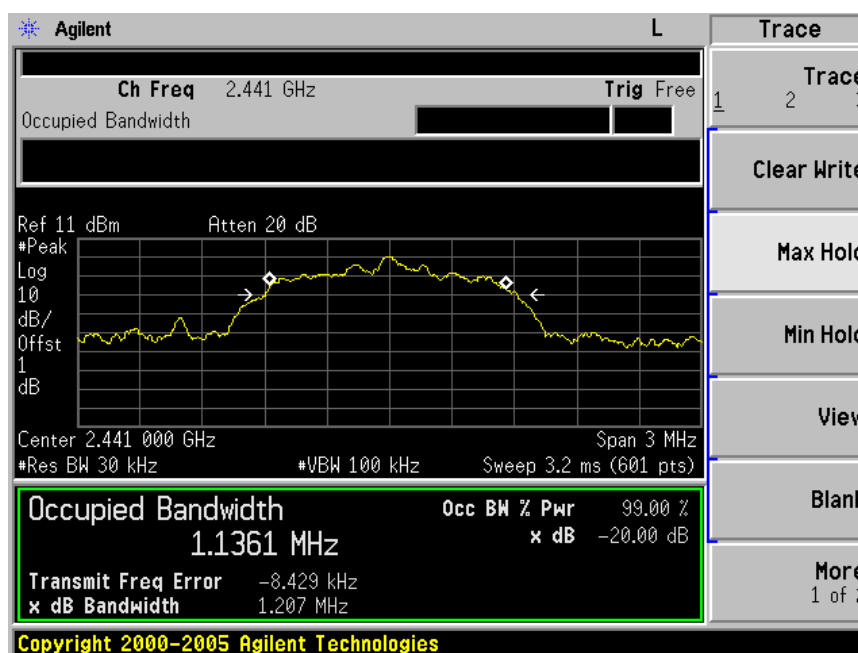 Agilent L Trace
Ch Freq 2.441 GHz Trig Free
Occupied Bandwidth
Trace
1 2
Clear Write
Max Hold
Min Hold
View
Blank
More
1 of
Ref 11 dBm Atten 20 dB
#Peak
Log
10
dB/
Offst
1
dB
Center 2.441 000 GHz Span 3 MHz
#Res BW 30 kHz #VBW 100 kHz Sweep 3.2 ms (601 pts)
Occupied Bandwidth Occ BW % Pwr 99.00 %
1.1361 MHz x dB -20.00 dB
Transmit Freq Error -8.429 kHz
x dB Bandwidth 1.207 MHz
Copyright 2000-2005 Agilent Technologies